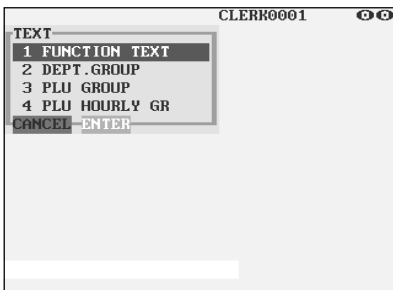 CLERK0001
TEXT
1 FUNCTION TEXT
2 DEPT.GROUP
3 PLU GROUP
4 PLU HOURLY GR
CANCEL ENTER